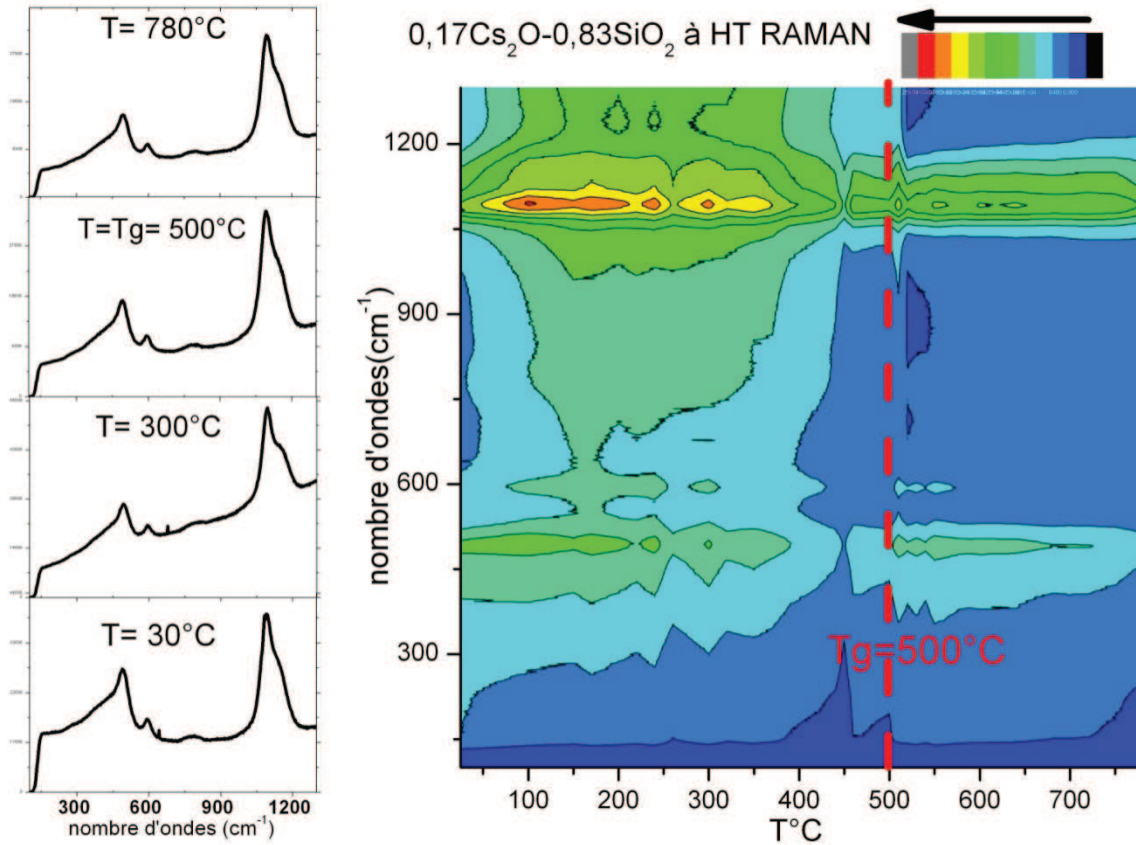 T= 780°C
T=Tg= 500°C
T= 300°C
T= 30°C
300 600 900 1200
nombre d'ondes (cm⁻¹)
0,17Cs₂O-0,83SiO₂ à HT RAMAN
nombre d'ondes(cm⁻¹)
1200
900
600
300
Tg=500°C
100 200 300 400 500 600 700
T°C